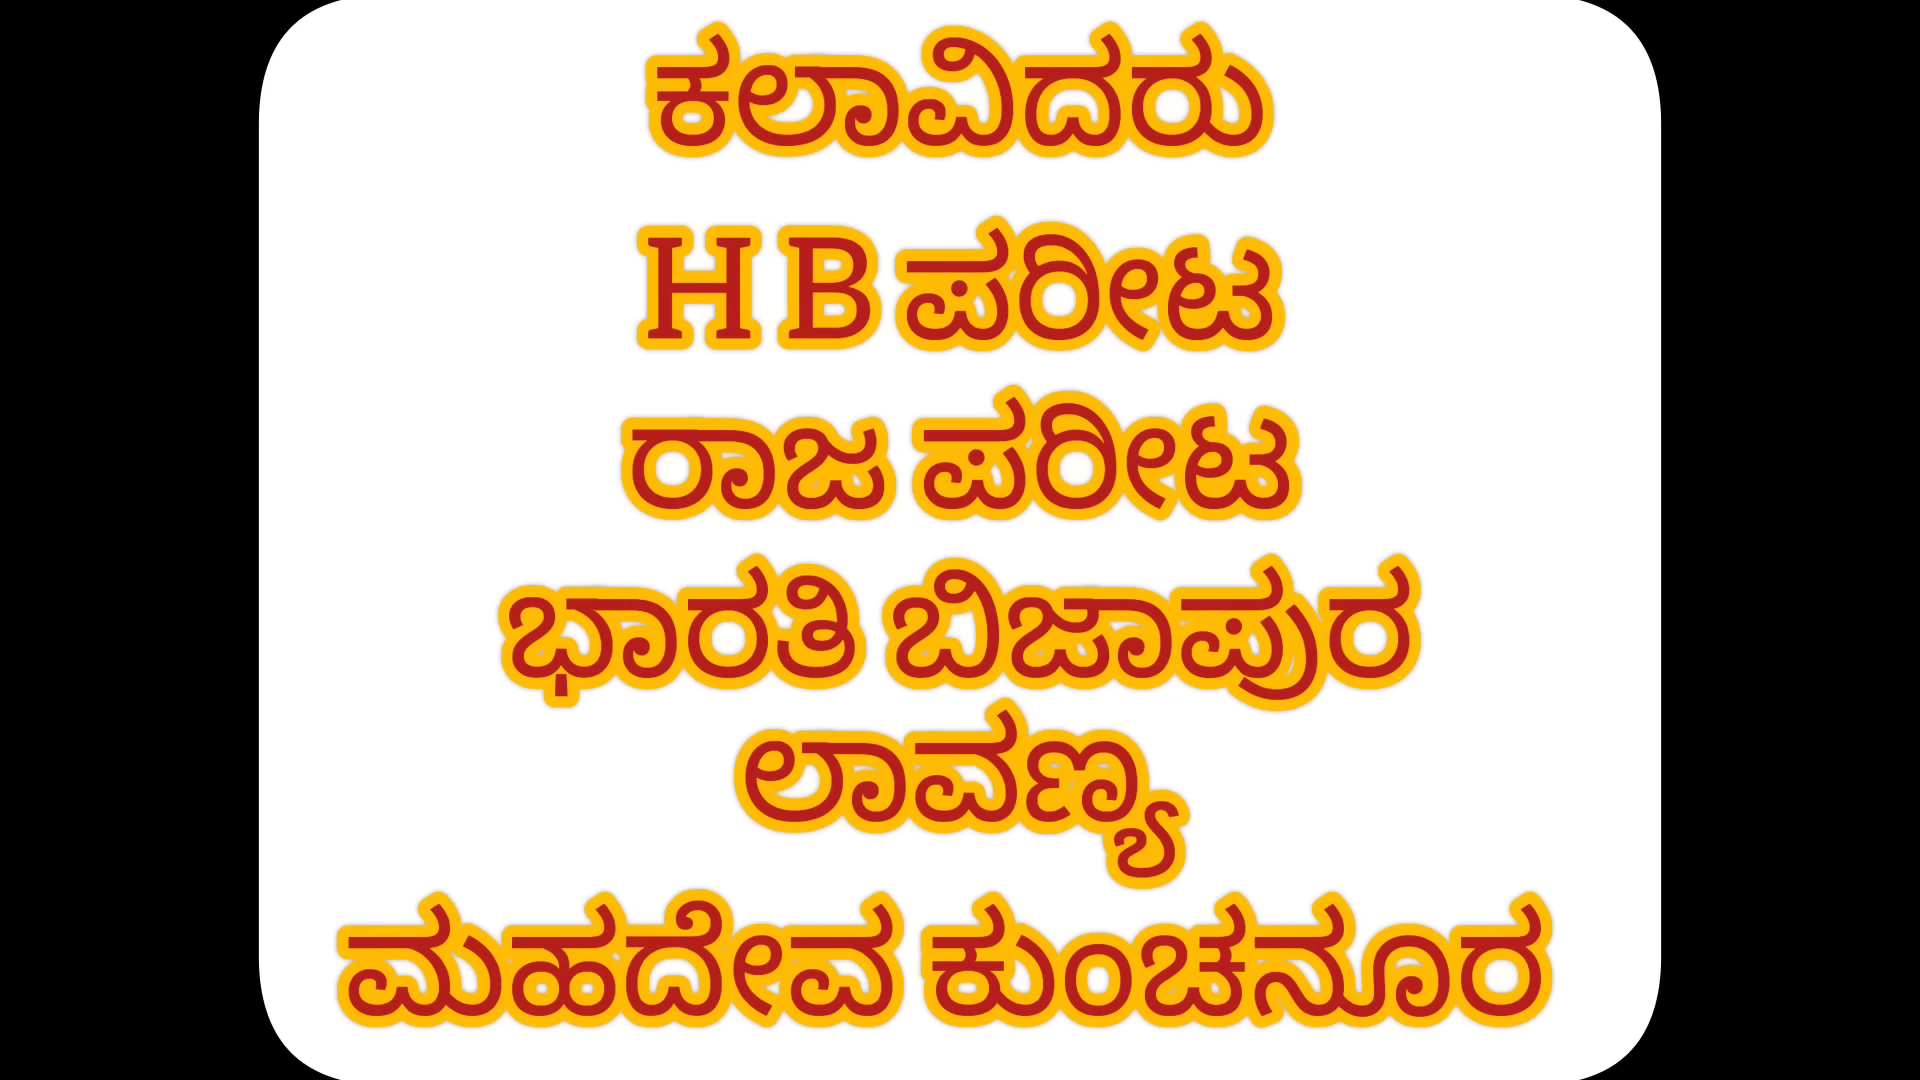 ಕಲಾವಿದರು
H B ಪರೀಟ
ರಾಜ ಪರೀಟ
ಭಾರತಿ ಬಿಜಾಪುರ
ಲಾವಣ್ಯ
ಮಹದೇವ ಕುಂಚನೂರ